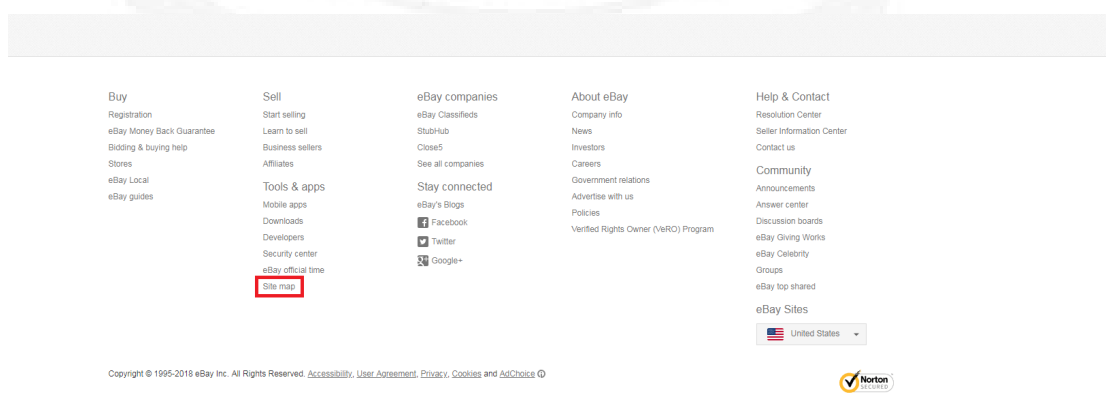 Buy
Registration
eBay Money Back Guarantee
Bidding & buying help
Stores
eBay Local
eBay guides
Sell
Start selling
Learn to sell
Business sellers
Affiliates
Tools & apps
Mobile apps
Downloads
Developers
Security center
eBay official time
Site map
eBay companies
eBay Classifieds
StubHub
Close5
See all companies
Stay connected
eBay's Blogs
Facebook
Twitter
Google+
About eBay
Company info
News
Investors
Careers
Government relations
Advertise with us
Policies
Verified Rights Owner (VeRO) Program
Help & Contact
Resolution Center
Seller Information Center
Contact us
Community
Announcements
Answer center
Discussion boards
eBay Giving Works
eBay Celebrity
Groups
eBay top shared
eBay Sites
United States
Copyright © 1995-2018 eBay Inc. All Rights Reserved. Accessibility, User Agreement, Privacy, Cookies and AdChoice
Norton
SECURED